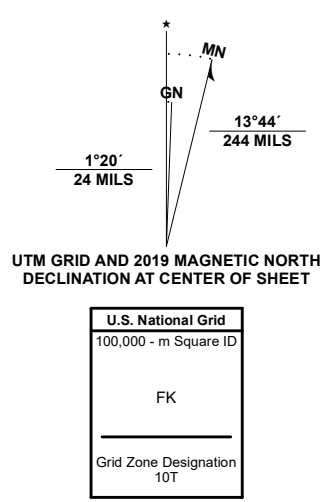 ★
MN
GN
13°44´
244 MILS
1°20´
24 MILS
UTM GRID AND 2019 MAGNETIC NORTH
DECLINATION AT CENTER OF SHEET
U.S. National Grid
100,000 - m Square ID
FK
Grid Zone Designation
10T